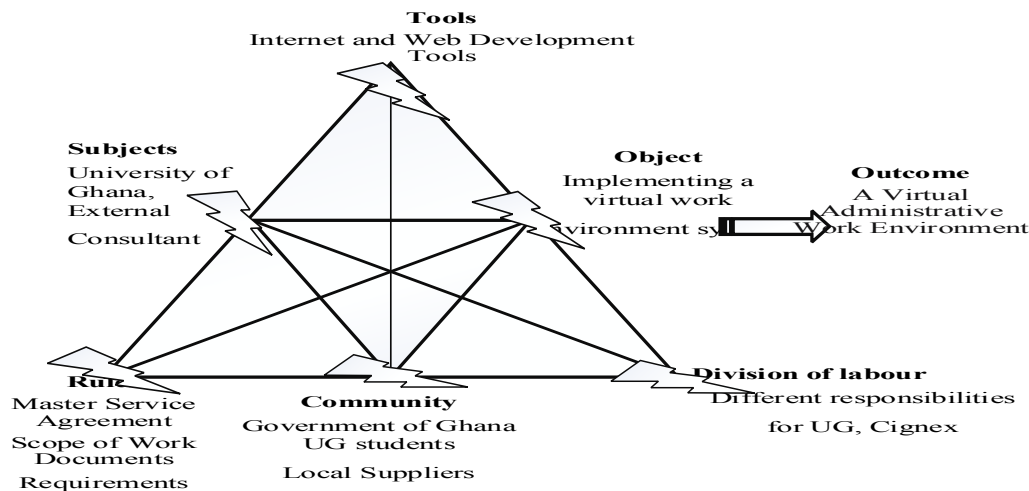 Tools
Internet and Web Development
Tools
Subjects
University of
Ghana,
External
Consultant
Object
Implementing a
virtual work
Outcome
A Virtual
Administrative
Work Environment
Master Service
Agreement
Scope of Work
Documents
Requirements
Community
Government of Ghana
UG students
Local Suppliers
Division of labour
Different responsibilities
for UG, Cignex